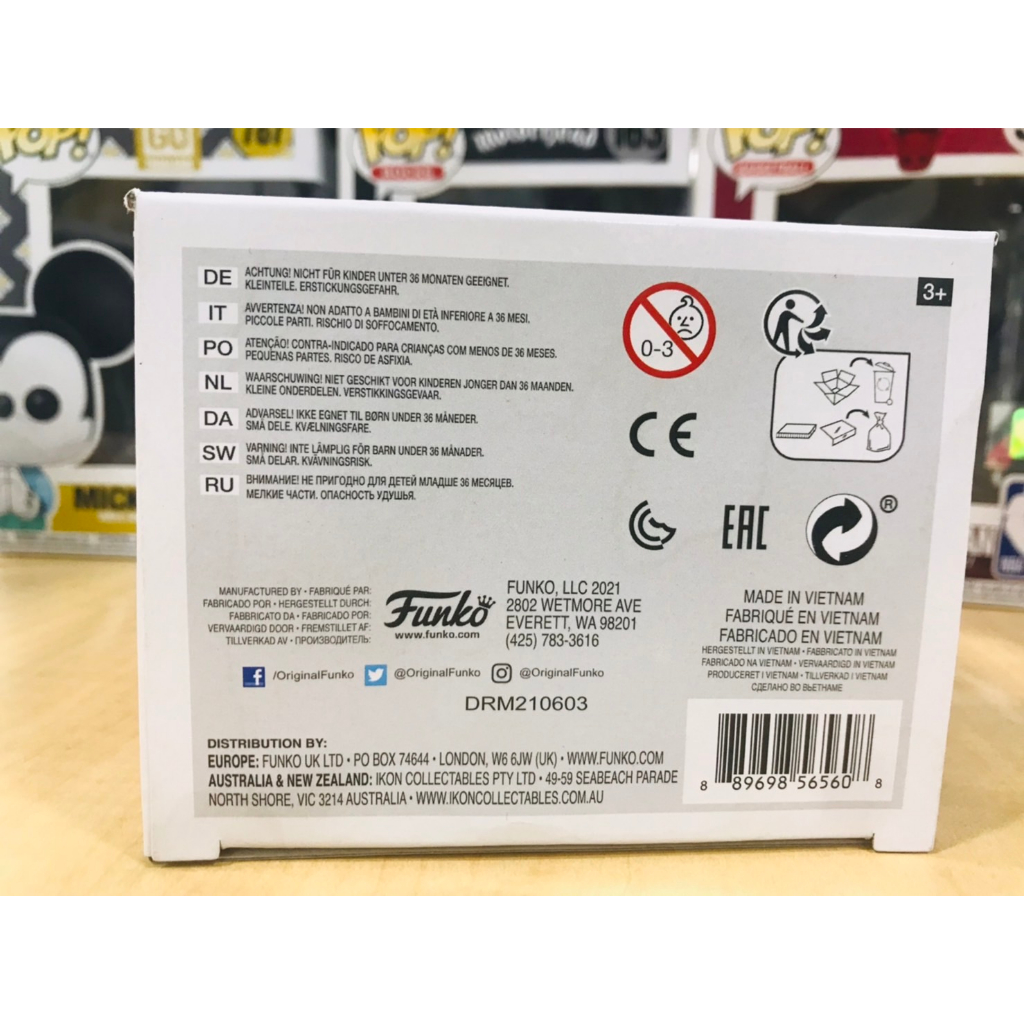 POP!
GO
POP!
POP!
MICK
3+
DE ACHTUNG! NICHT FÜR KINDER UNTER 36 MONATEN GEEIGNET.
KLEINTEILE. ERSTICKUNGSGEFAHR.
IT AVVERTENZA! NON ADATTO A BAMBINI DI ETÀ INFERIORE A 36 MESI.
PICCOLE PARTI. RISCHIO DI SOFFOCAMENTO.
PO ATENÇÃO! CONTRA-INDICADO PARA CRIANÇAS COM MENOS DE 36 MESES.
PEQUENAS PARTES. RISCO DE ASFIXIA.
NL WAARSCHUWING! NIET GESCHIKT VOOR KINDEREN JONGER DAN 36 MAANDEN.
KLEINE ONDERDELEN. VERSTIKKINGSGEVAAR.
DA ADVARSEL! IKKE EGNET TIL BØRN UNDER 36 MÅNEDER.
SMÅ DELE. KVÆLNINGSFARE.
SW VARNING! INTE LÄMPLIG FÖR BARN UNDER 36 MÅNADER.
SMÅ DELAR. KVÄVNINGSRISK.
RU ВНИМАНИЕ! НЕ ПРИГОДНО ДЛЯ ДЕТЕЙ МЛАДШЕ 36 МЕСЯЦЕВ.
МЕЛКИЕ ЧАСТИ. ОПАСНОСТЬ УДУШЬЯ.
0-3
CE
EAC
®
MANUFACTURED BY • FABRIQUÉ PAR:
FABRICADO POR • HERGESTELLT DURCH:
FABBRICATO DA • FABRICADO POR:
VERVAARDIGD DOOR • FREMSTILLET AF:
TILLVERKAD AV • ПРОИЗВОДИТЕЛЬ:
Funko
www.funko.com
FUNKO, LLC 2021
2802 WETMORE AVE
EVERETT, WA 98201
(425) 783-3616
/OriginalFunko @OriginalFunko @OriginalFunko
DRM210603
MADE IN VIETNAM
FABRIQUÉ EN VIETNAM
FABRICADO EN VIETNAM
HERGESTELLT IN VIETNAM • FABBRICATO IN VIETNAM
FABRICADO NA VIETNAM • VERVAARDIGD IN VIETNAM
PRODUCERET I VIETNAM • TILLVERKAD I VIETNAM
СДЕЛАНО ВО ВЬЕТНАМЕ
DISTRIBUTION BY:
EUROPE: FUNKO UK LTD • PO BOX 74644 • LONDON, W6 6JW (UK) • WWW.FUNKO.COM
AUSTRALIA & NEW ZEALAND: IKON COLLECTABLES PTY LTD • 49-59 SEABEACH PARADE
NORTH SHORE, VIC 3214 AUSTRALIA • WWW.IKONCOLLECTABLES.COM.AU
8 89698 56560 8